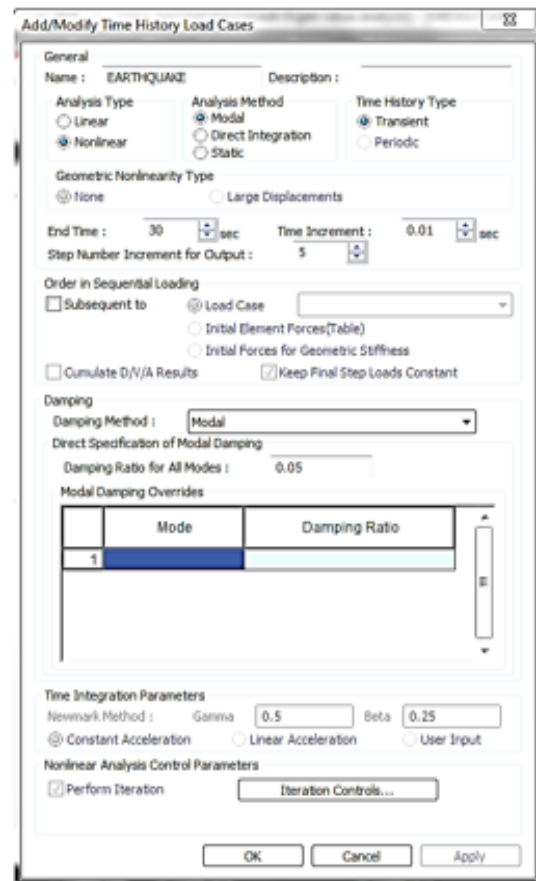 Add/Modify Time History Load Cases
General
Name : EARTHQUAKE Description :
Analysis Type Analysis Method Time History Type
Linear Modal Transient
Nonlinear Direct Integration Periodic
Static
Geometric Nonlinearity Type
None Large Displacements
End Time : 30 sec Time Increment : 0.01 sec
Step Number Increment for Output : 5
Order in Sequential Loading
Subsequent to Load Case
Initial Element Forces(Table)
Initial Forces for Geometric Stiffness
Cumulate D/V/A Results Keep Final Step Loads Constant
Damping
Damping Method : Modal
Direct Specification of Modal Damping
Damping Ratio for All Modes : 0.05
Modal Damping Overrides
Mode Damping Ratio
1
Time Integration Parameters
Newmark Method : Gamma 0.5 Beta 0.25
Constant Acceleration Linear Acceleration User Input
Nonlinear Analysis Control Parameters
Perform Iteration Iteration Controls...
OK Cancel Apply